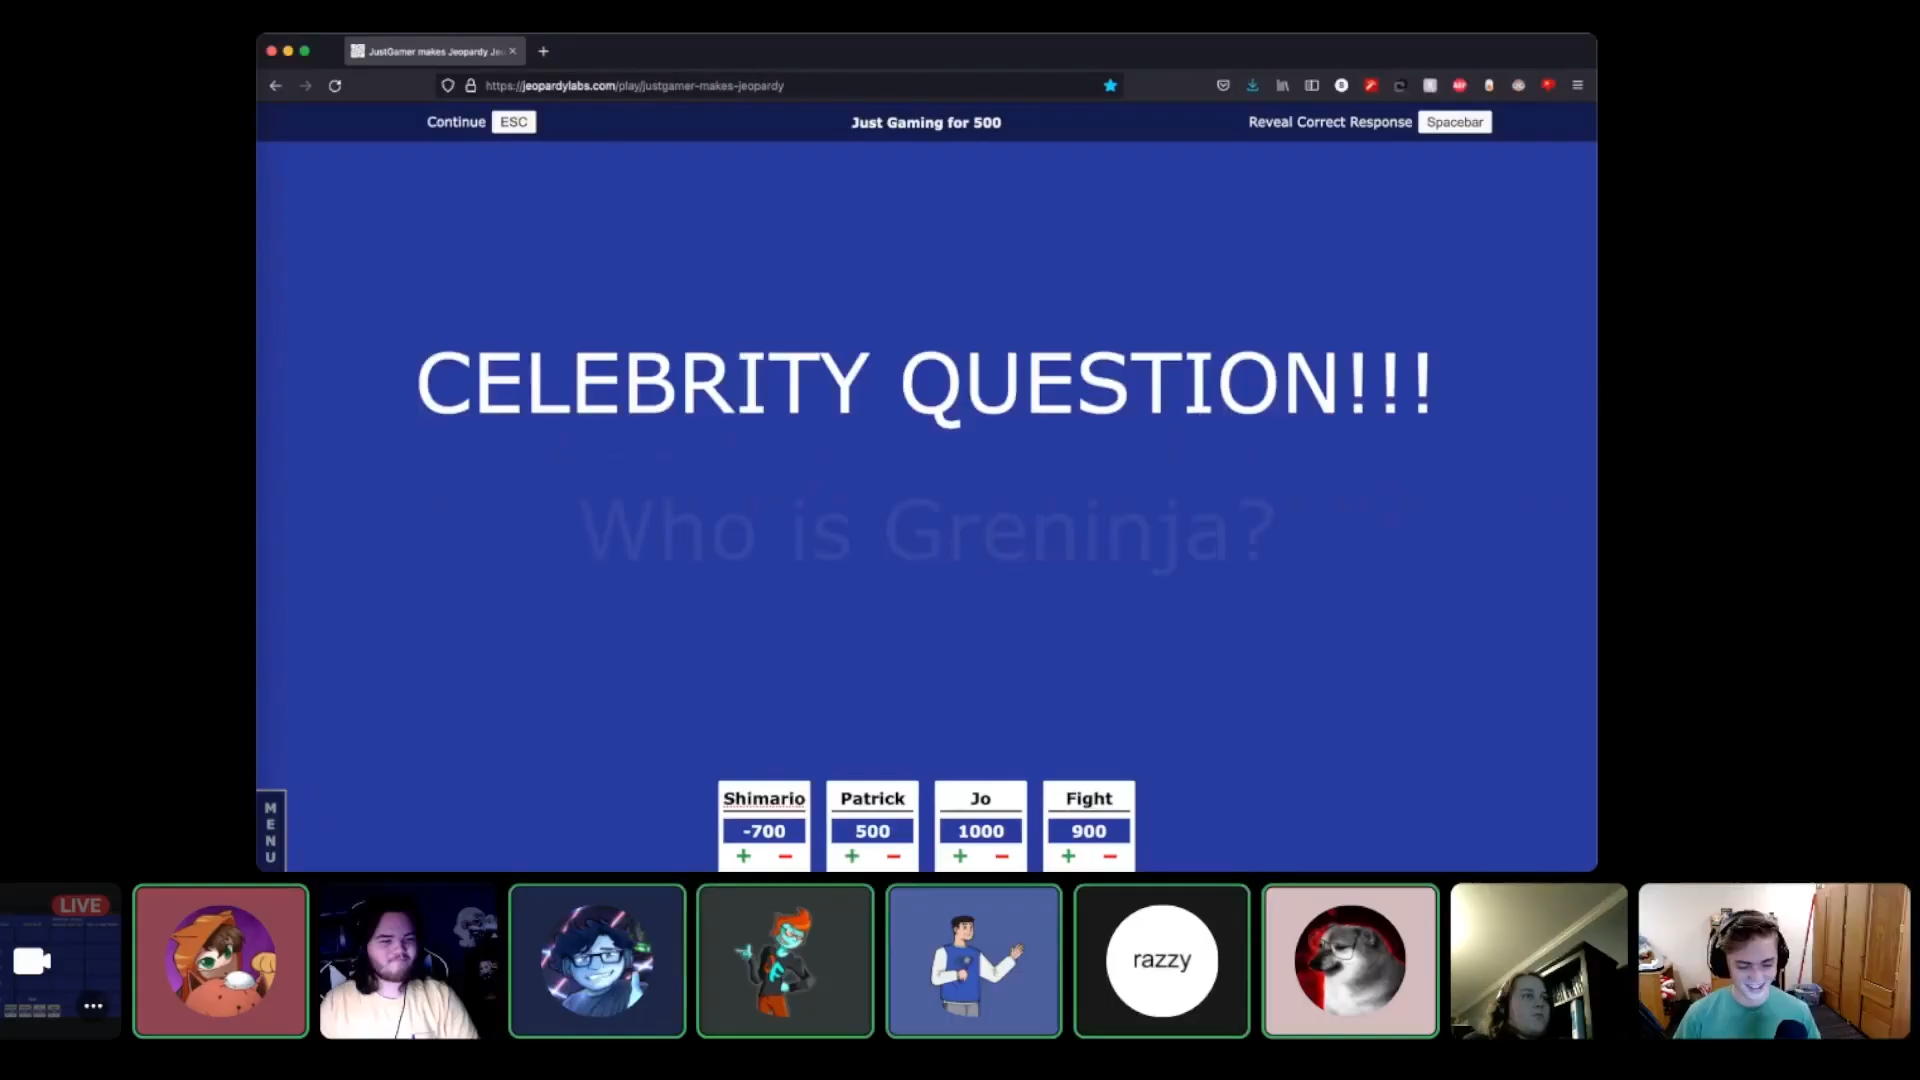 JustGamer makes Jeopardy Je
https://jeopardylabs.com/play/justgamer-makes-jeopardy
Continue ESC
Just Gaming for 500
Reveal Correct Response Spacebar
CELEBRITY QUESTION!!!
Who is Greninja?
MENU
Shimario Patrick Jo Fight
-700 500 1000 900
+ − + − + − + −
LIVE
razzy